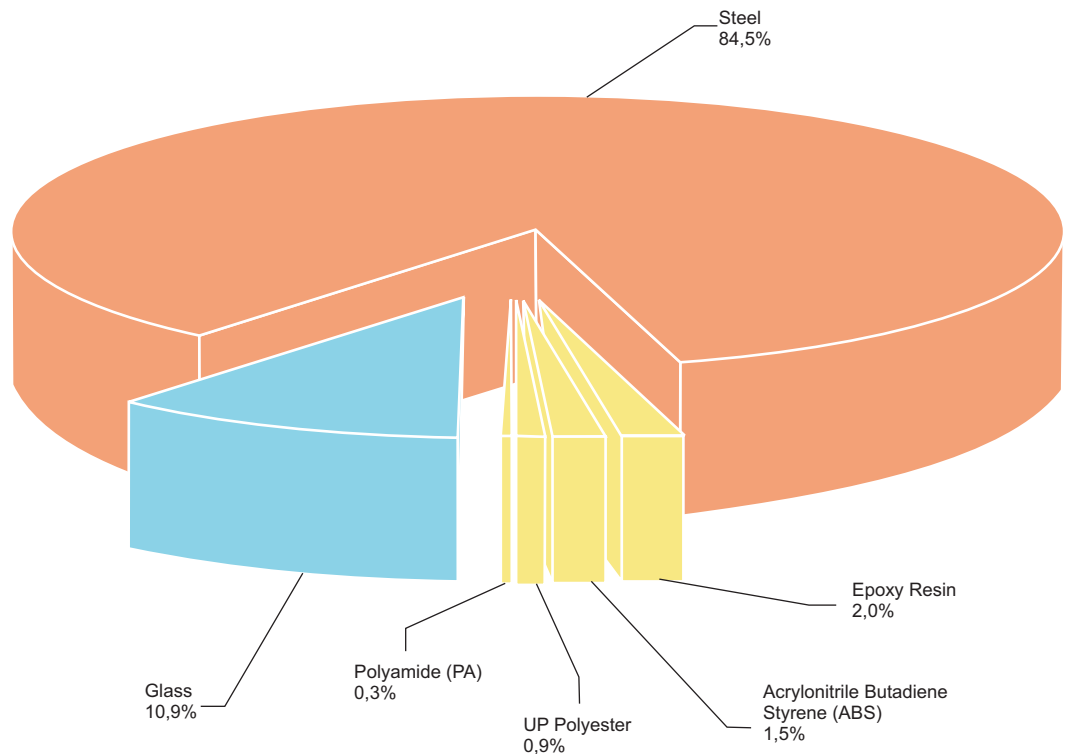 Steel
84,5%
Epoxy Resin
2,0%
Polyamide (PA)
0,3%
Glass
10,9%
Acrylonitrile Butadiene
Styrene (ABS)
1,5%
UP Polyester
0,9%